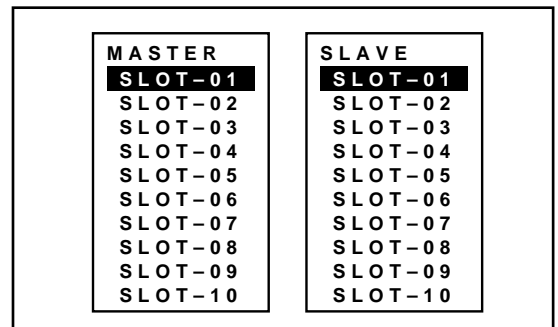 MASTER
SLOT–01
SLOT–02
SLOT–03
SLOT–04
SLOT–05
SLOT–06
SLOT–07
SLOT–08
SLOT–09
SLOT–10
SLAVE
SLOT–01
SLOT–02
SLOT–03
SLOT–04
SLOT–05
SLOT–06
SLOT–07
SLOT–08
SLOT–09
SLOT–10